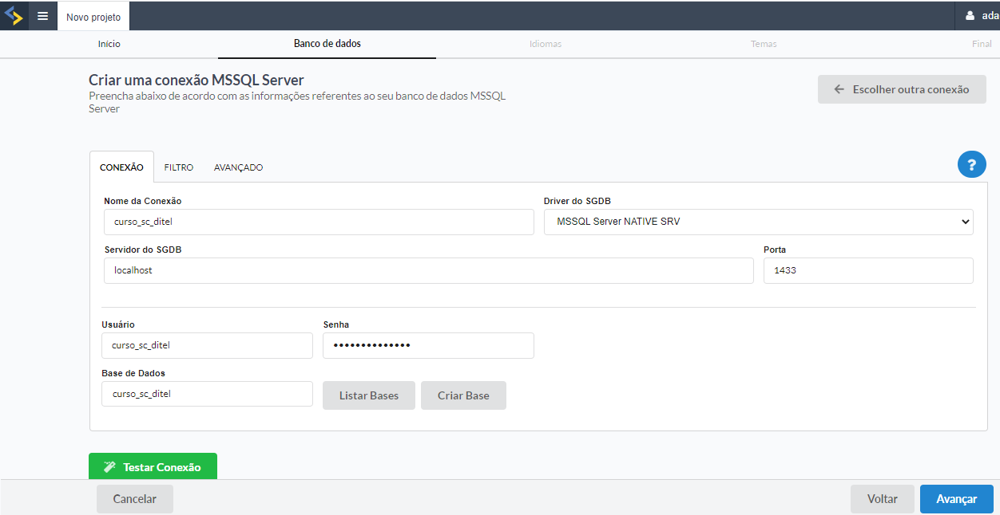 Novo projeto
ada
Início
Banco de dados
Idiomas
Temas
Final
Criar uma conexão MSSQL Server
Preencha abaixo de acordo com as informações referentes ao seu banco de dados MSSQL
Server
Escolher outra conexão
CONEXÃO
FILTRO
AVANÇADO
?
Nome da Conexão
Driver do SGDB
curso_sc_ditel
MSSQL Server NATIVE SRV
Servidor do SGDB
Porta
localhost
1433
Usuário
Senha
curso_sc_ditel
••••••••••••••
Base de Dados
curso_sc_ditel
Listar Bases
Criar Base
Testar Conexão
Cancelar
Voltar
Avançar